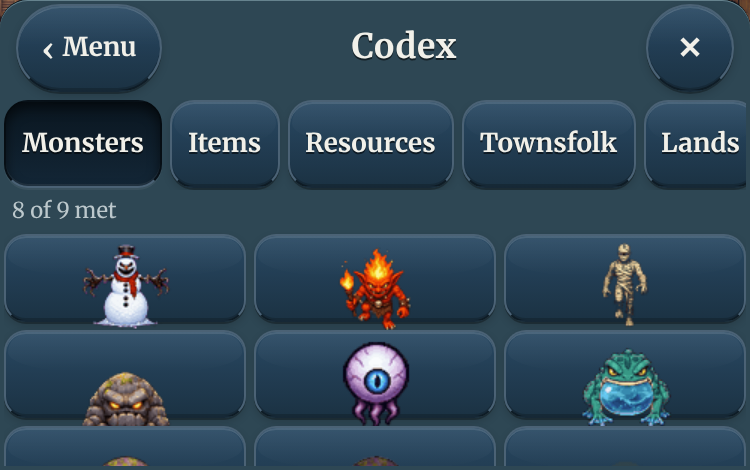 ‹ Menu
Codex
×
Monsters
Items
Resources
Townsfolk
Lands
8 of 9 met